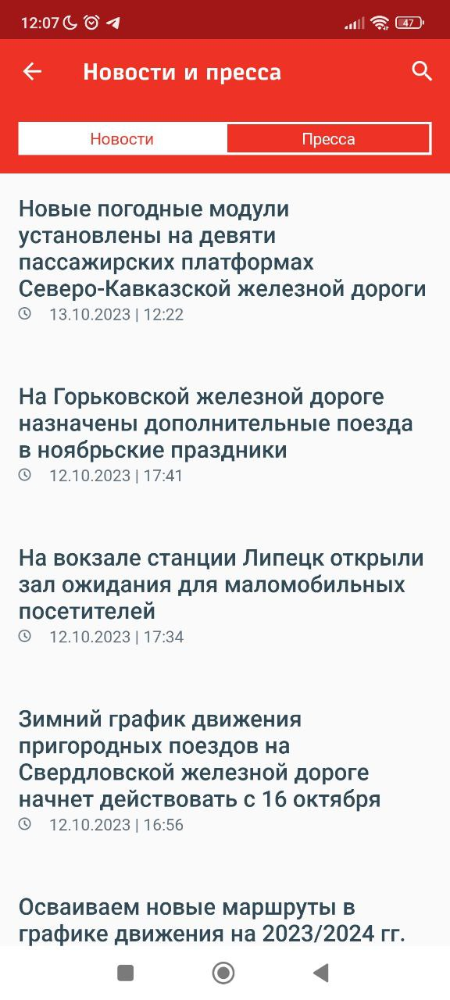 12:07
47
Новости и пресса
Новости
Пресса
Новые погодные модули
установлены на девяти
пассажирских платформах
Северо-Кавказской железной дороги
13.10.2023 | 12:22
На Горьковской железной дороге
назначены дополнительные поезда
в ноябрьские праздники
12.10.2023 | 17:41
На вокзале станции Липецк открыли
зал ожидания для маломобильных
посетителей
12.10.2023 | 17:34
Зимний график движения
пригородных поездов на
Свердловской железной дороге
начнет действовать с 16 октября
12.10.2023 | 16:56
Осваиваем новые маршруты в
графике движения на 2023/2024 гг.